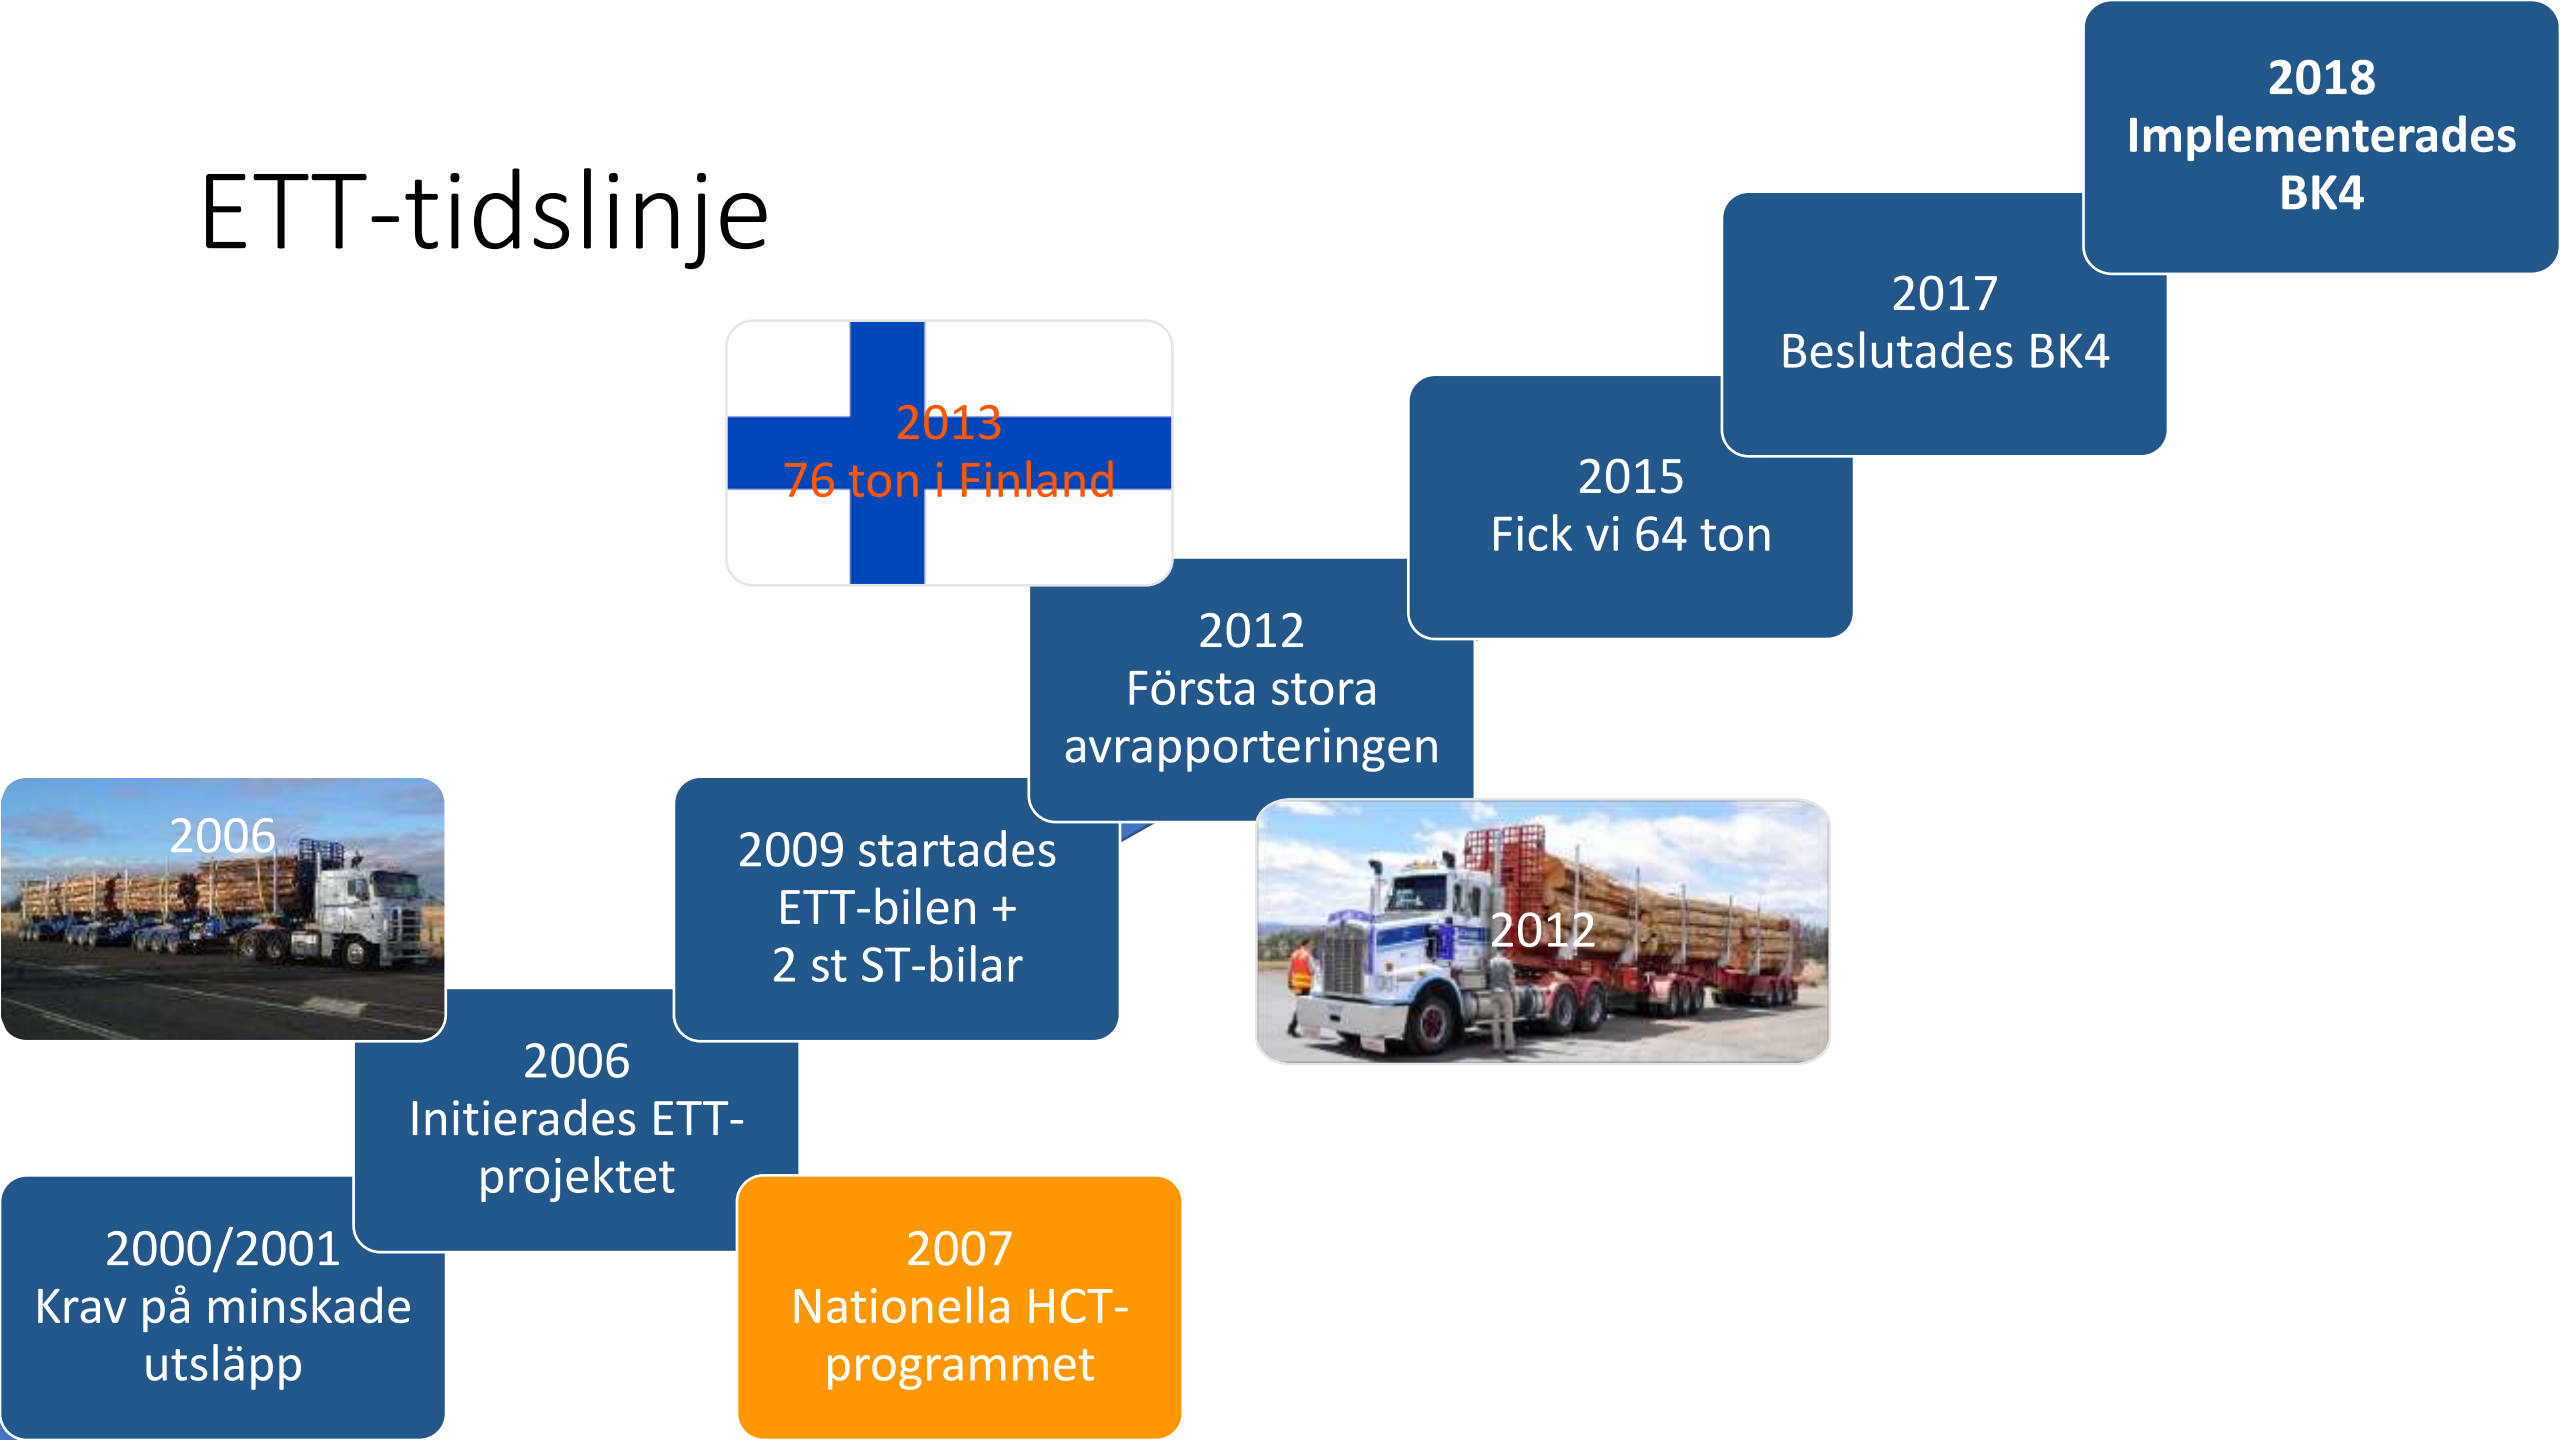 ETT-tidslinje
2018
Implementerades
BK4
2017
Beslutades BK4
2013
76 ton i Finland
2015
Fick vi 64 ton
2012
Första stora
avrapporteringen
2006
2009 startades
ETT-bilen +
2 st ST-bilar
2012
2006
Initierades ETT-
projektet
2000/2001
Krav på minskade
utsläpp
2007
Nationella HCT-
programmet